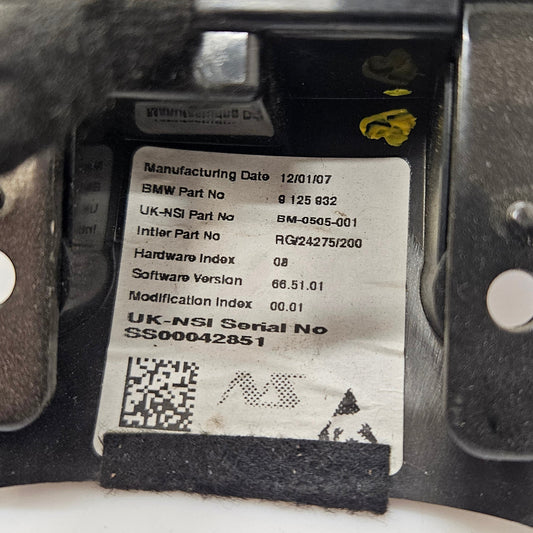 Manufacturing Date 12/01/07
BMW Part No 9 125 932
UK-NSI Part No BM-0505-001
Intier Part No RG/24275/200
Hardware Index 08
Software Version 66.51.01
Modification Index 00.01
UK-NSI Serial No
SS00042851
NS